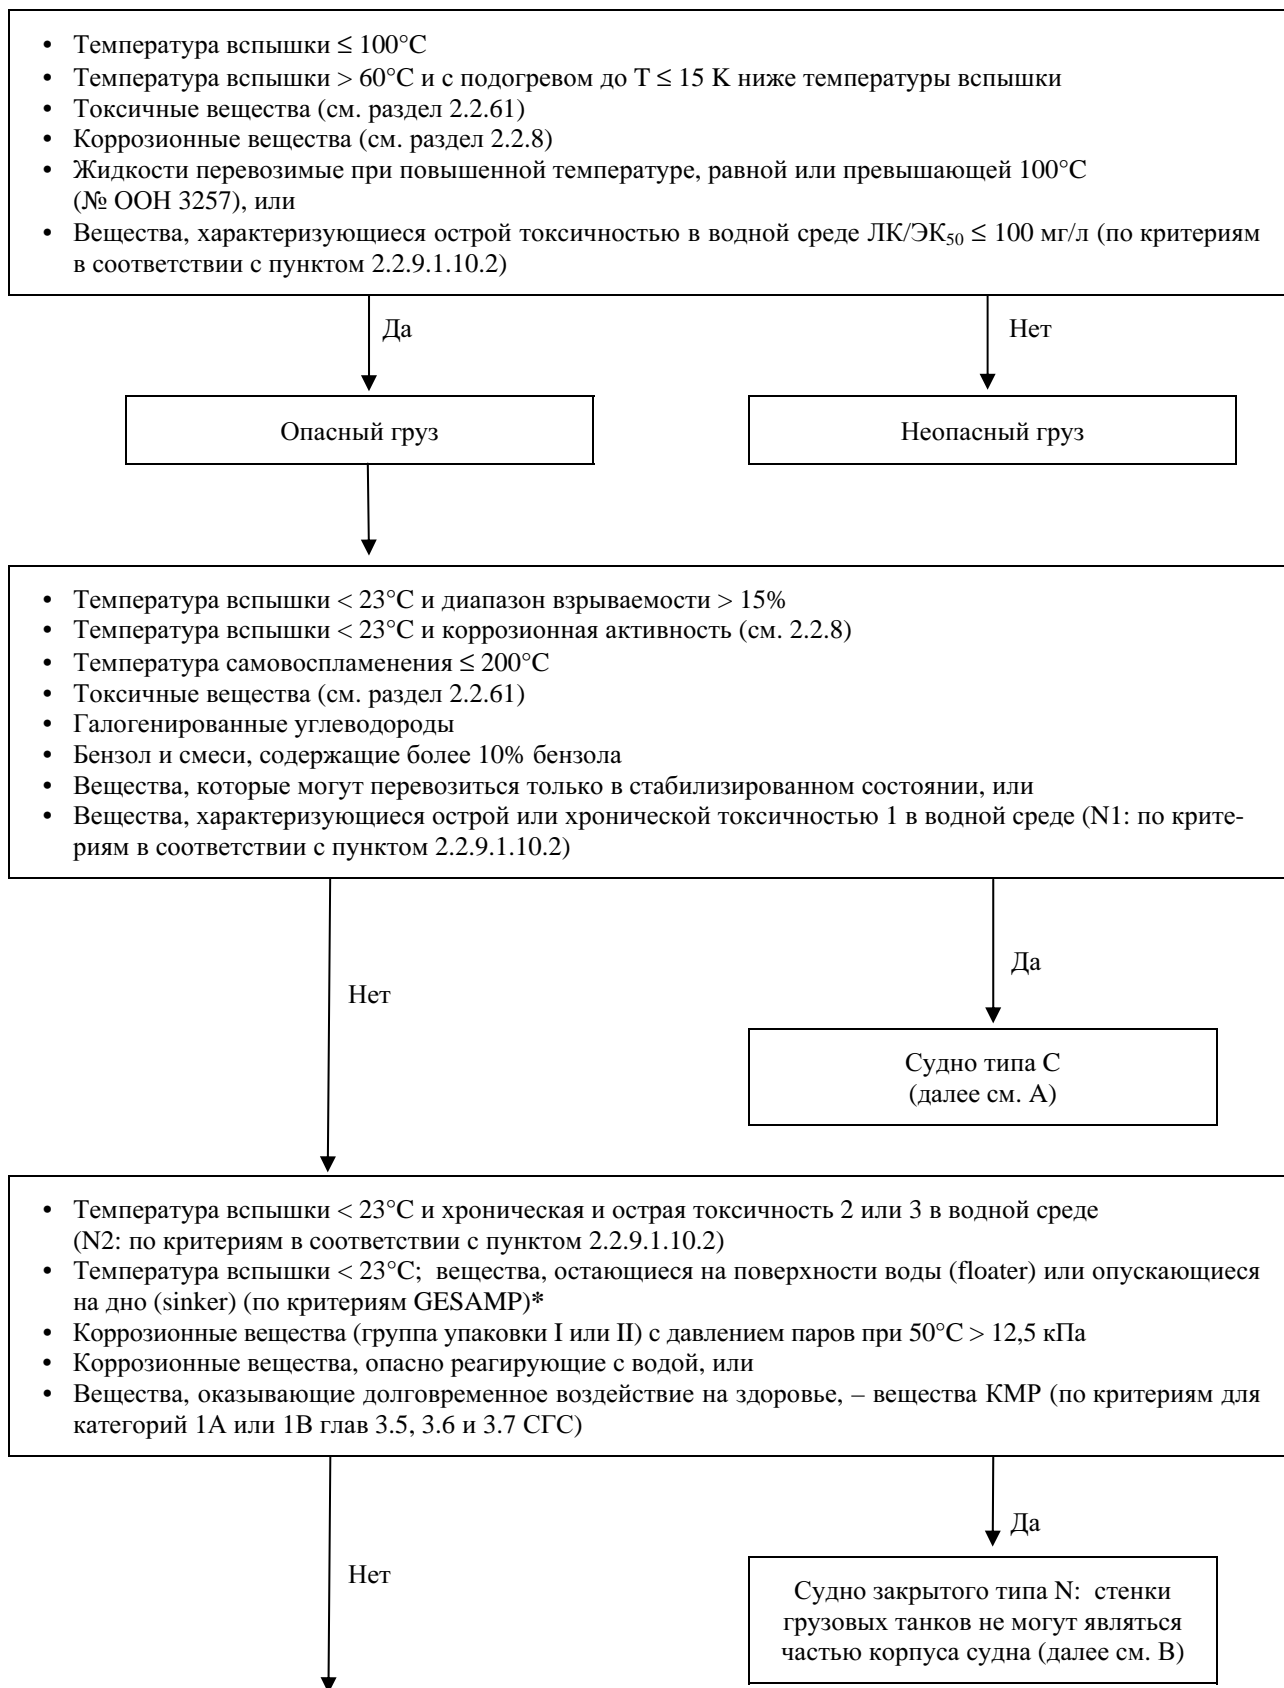 • Температура вспышки ≤ 100°C
• Температура вспышки > 60°C и с подогревом до T ≤ 15 K ниже температуры вспышки
• Токсичные вещества (см. раздел 2.2.61)
• Коррозионные вещества (см. раздел 2.2.8)
• Жидкости перевозимые при повышенной температуре, равной или превышающей 100°C
(№ ООН 3257), или
• Вещества, характеризующиеся острой токсичностью в водной среде ЛК/ЭК₅₀ ≤ 100 мг/л (по критериям
в соответствии с пунктом 2.2.9.1.10.2)
Да
Нет
Опасный груз
Неопасный груз
• Температура вспышки < 23°C и диапазон взрываемости > 15%
• Температура вспышки < 23°C и коррозионная активность (см. 2.2.8)
• Температура самовоспламенения ≤ 200°C
• Токсичные вещества (см. раздел 2.2.61)
• Галогенированные углеводороды
• Бензол и смеси, содержащие более 10% бензола
• Вещества, которые могут перевозиться только в стабилизированном состоянии, или
• Вещества, характеризующиеся острой или хронической токсичностью 1 в водной среде (N1: по крите-
риям в соответствии с пунктом 2.2.9.1.10.2)
Да
Нет
Судно типа С
(далее см. А)
• Температура вспышки < 23°C и хроническая и острая токсичность 2 или 3 в водной среде
(N2: по критериям в соответствии с пунктом 2.2.9.1.10.2)
• Температура вспышки < 23°C; вещества, остающиеся на поверхности воды (floater) или опускающиеся
на дно (sinker) (по критериям GESAMP)*
• Коррозионные вещества (группа упаковки I или II) с давлением паров при 50°C > 12,5 кПа
• Коррозионные вещества, опасно реагирующие с водой, или
• Вещества, оказывающие долговременное воздействие на здоровье, – вещества КМР (по критериям для
категорий 1A или 1B глав 3.5, 3.6 и 3.7 СГС)
Да
Нет
Судно закрытого типа N: стенки
грузовых танков не могут являться
частью корпуса судна (далее см. В)